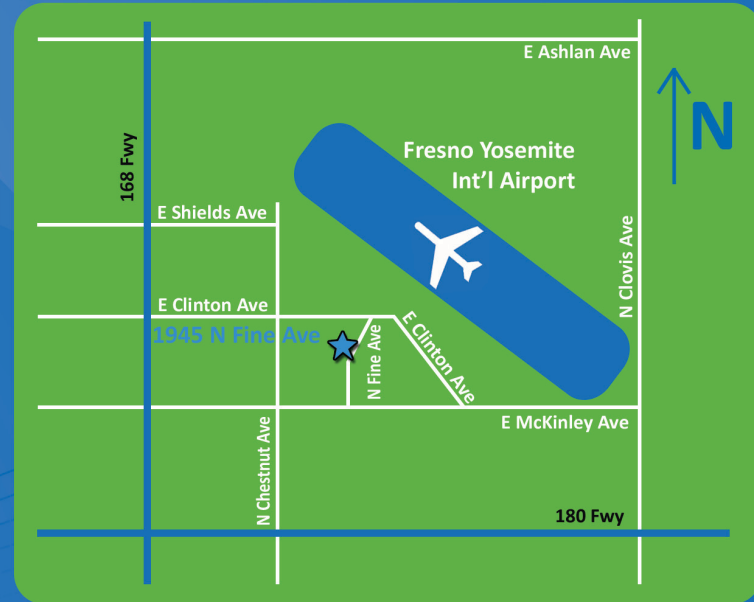 E Ashlan Ave
N
168 Fwy
Fresno Yosemite
Int'l Airport
E Shields Ave
N Clovis Ave
E Clinton Ave
1945 N Fine Ave
N Fine Ave
E Clinton Ave
E McKinley Ave
N Chestnut Ave
180 Fwy